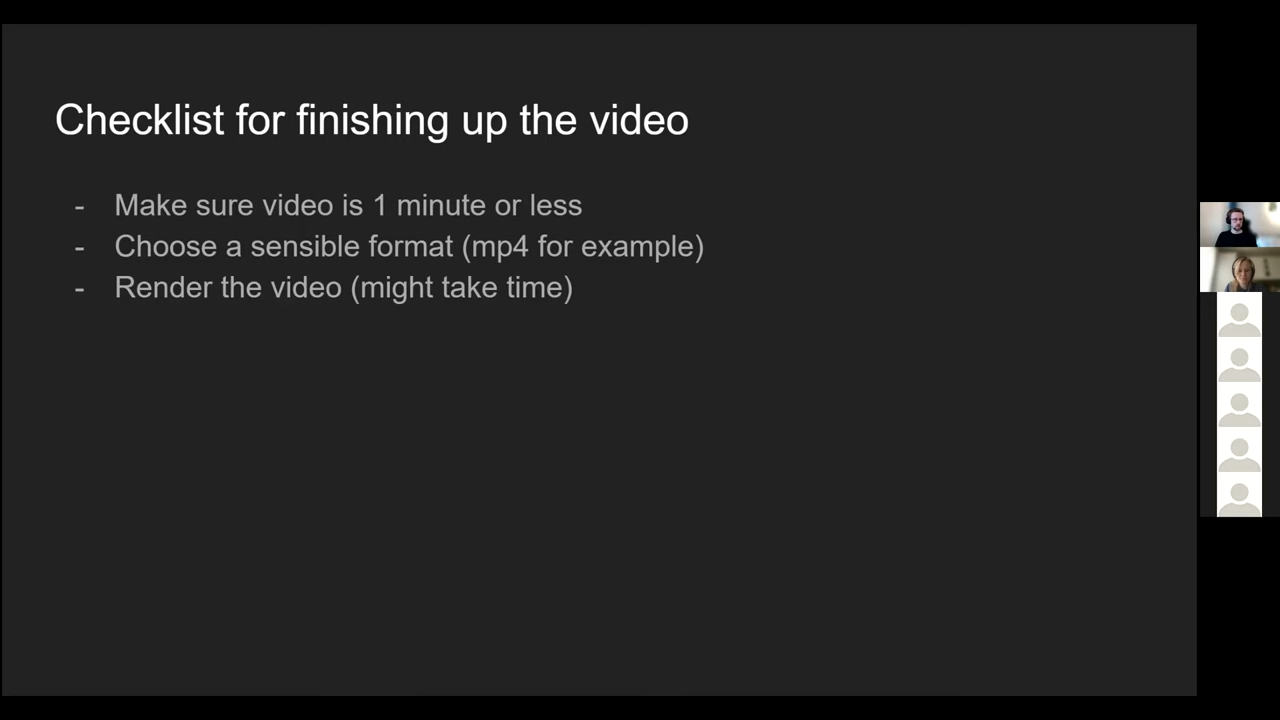 Checklist for finishing up the video
- Make sure video is 1 minute or less
- Choose a sensible format (mp4 for example)
- Render the video (might take time)